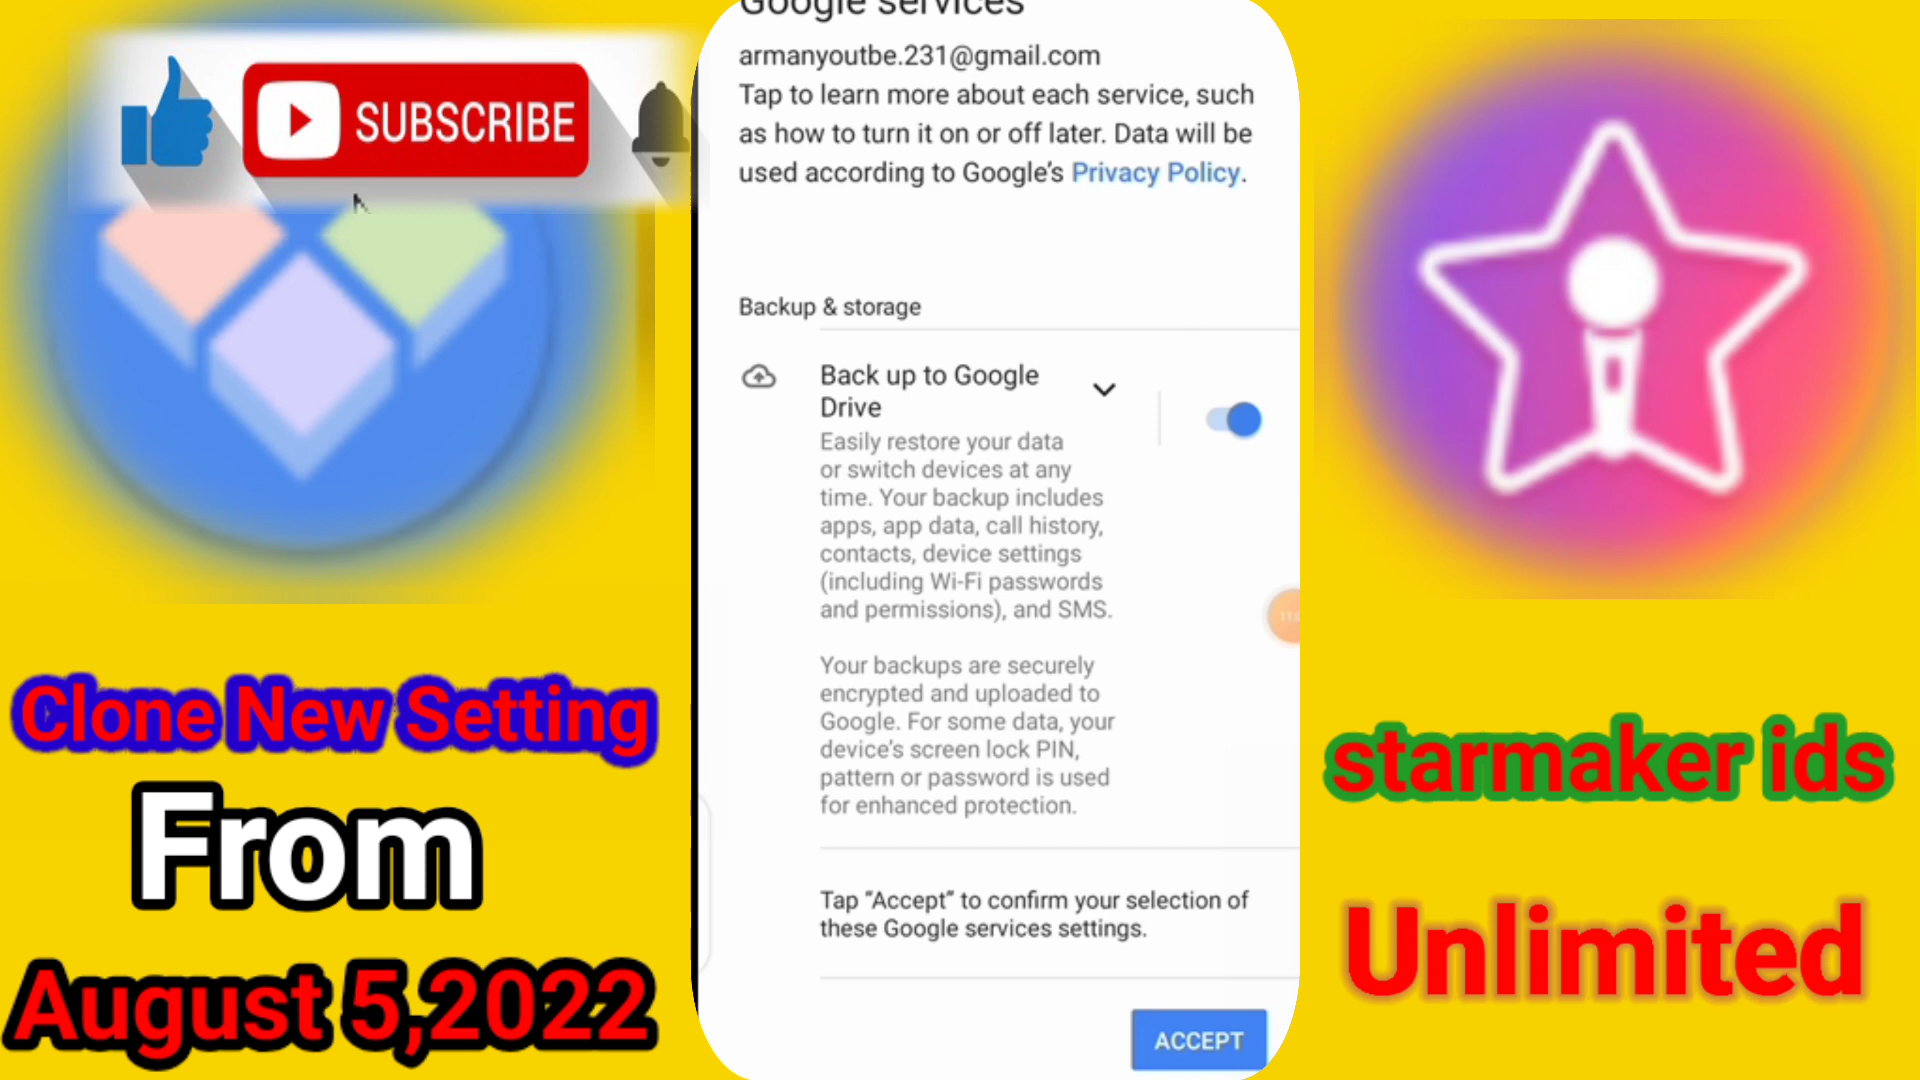 SUBSCRIBE
Clone New Setting
From
August 5,2022
Google services
armanyoutbe.231@gmail.com
Tap to learn more about each service, such
as how to turn it on or off later. Data will be
used according to Google’s Privacy Policy.
Backup & storage
Back up to Google
Drive
Easily restore your data
or switch devices at any
time. Your backup includes
apps, app data, call history,
contacts, device settings
(including Wi-Fi passwords
and permissions), and SMS.
Your backups are securely
encrypted and uploaded to
Google. For some data, your
device’s screen lock PIN,
pattern or password is used
for enhanced protection.
Tap “Accept” to confirm your selection of
these Google services settings.
ACCEPT
starmaker ids
Unlimited